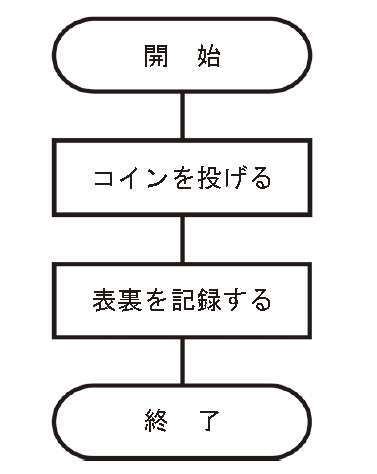 開　始
コインを投げる
表裏を記録する
終　了